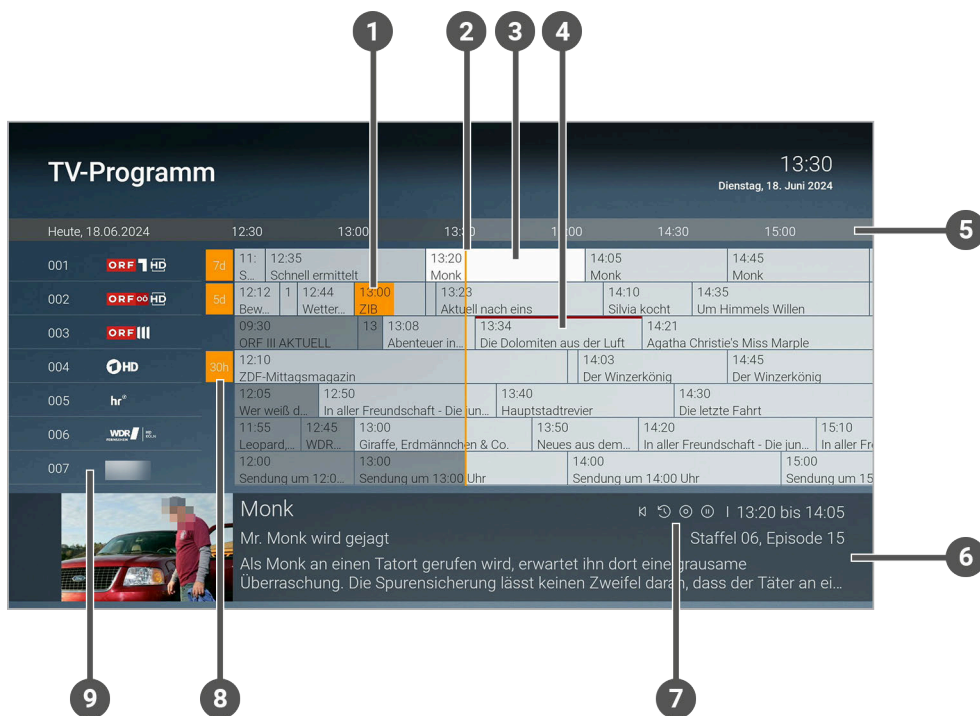 1 2 3 4
TV-Programm
13:30
Dienstag, 18. Juni 2024
Heute, 18.06.2024 12:30 13:00 14:30 15:00 5
001 ORF 1 HD 7d 11: 12:35 13:20 14:05 14:45
S... Schnell ermittelt Monk Monk Monk
002 ORF oö HD 5d 12:12 1 12:44 13:00 13:23 14:10 14:35
Bew... Wetter... ZIB Aktuell nach eins Silvia kocht Um Himmels Willen
003 ORF III 09:30 13 13:08 13:34 14:21
ORF III AKTUELL Abenteuer in... Die Dolomiten aus der Luft Agatha Christie's Miss Marple
004 HD 30h 12:10 14:03 14:45
ZDF-Mittagsmagazin Der Winzerkönig Der Winzerkönig
005 hr 12:05 12:50 13:40 14:30
Wer weiß d... In aller Freundschaft - Die jun... Hauptstadtrevier Die letzte Fahrt
006 WDR 11:55 12:45 13:00 13:50 14:20 15:10
Leopard,... WDR... Giraffe, Erdmännchen & Co. Neues aus dem... In aller Freundschaft - Die jun... In aller Fr
007 12:00 13:00 14:00 15:00
Sendung um 12:0... Sendung um 13:00 Uhr Sendung um 14:00 Uhr Sendung um 15
Monk 13:20 bis 14:05
Mr. Monk wird gejagt Staffel 06, Episode 15
Als Monk an einen Tatort gerufen wird, erwartet ihn dort eine grausame 6
Überraschung. Die Spurensicherung lässt keinen Zweifel daran, dass der Täter an ei...
9 8 7